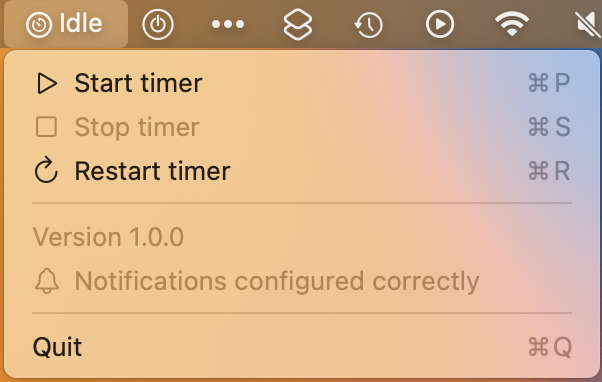 Idle
Start timer ⌘P
Stop timer ⌘S
Restart timer ⌘R
Version 1.0.0
Notifications configured correctly
Quit ⌘Q